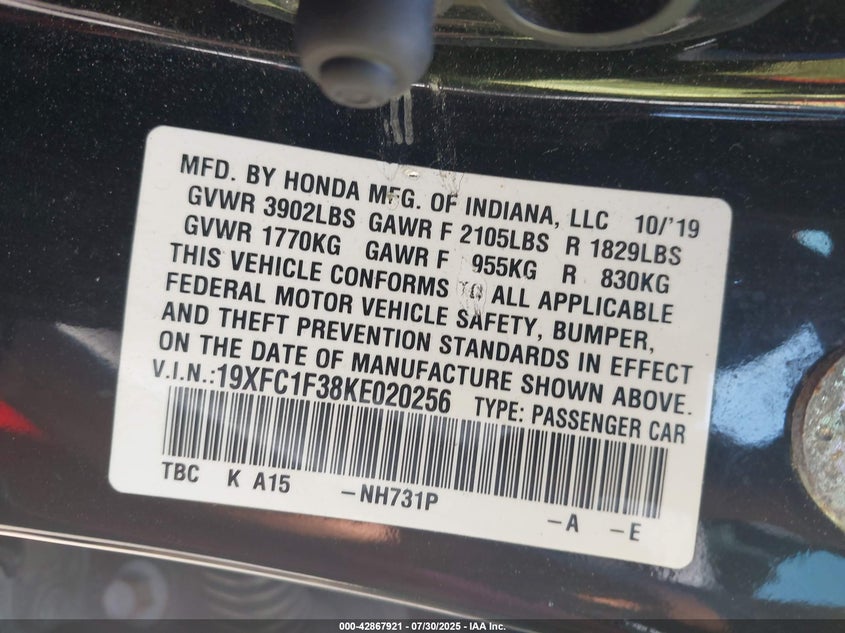 MFD. BY HONDA MFG. OF INDIANA, LLC 10/'19
GVWR 3902LBS GAWR F 2105LBS R 1829LBS
GVWR 1770KG GAWR F 955KG R 830KG
THIS VEHICLE CONFORMS TO ALL APPLICABLE
FEDERAL MOTOR VEHICLE SAFETY, BUMPER,
AND THEFT PREVENTION STANDARDS IN EFFECT
ON THE DATE OF MANUFACTURE SHOWN ABOVE.
V.I.N.:19XFC1F38KE020256 TYPE: PASSENGER CAR
TBC K A15 -NH731P -A -E
000-42867921 - 07/30/2025 - IAA Inc.